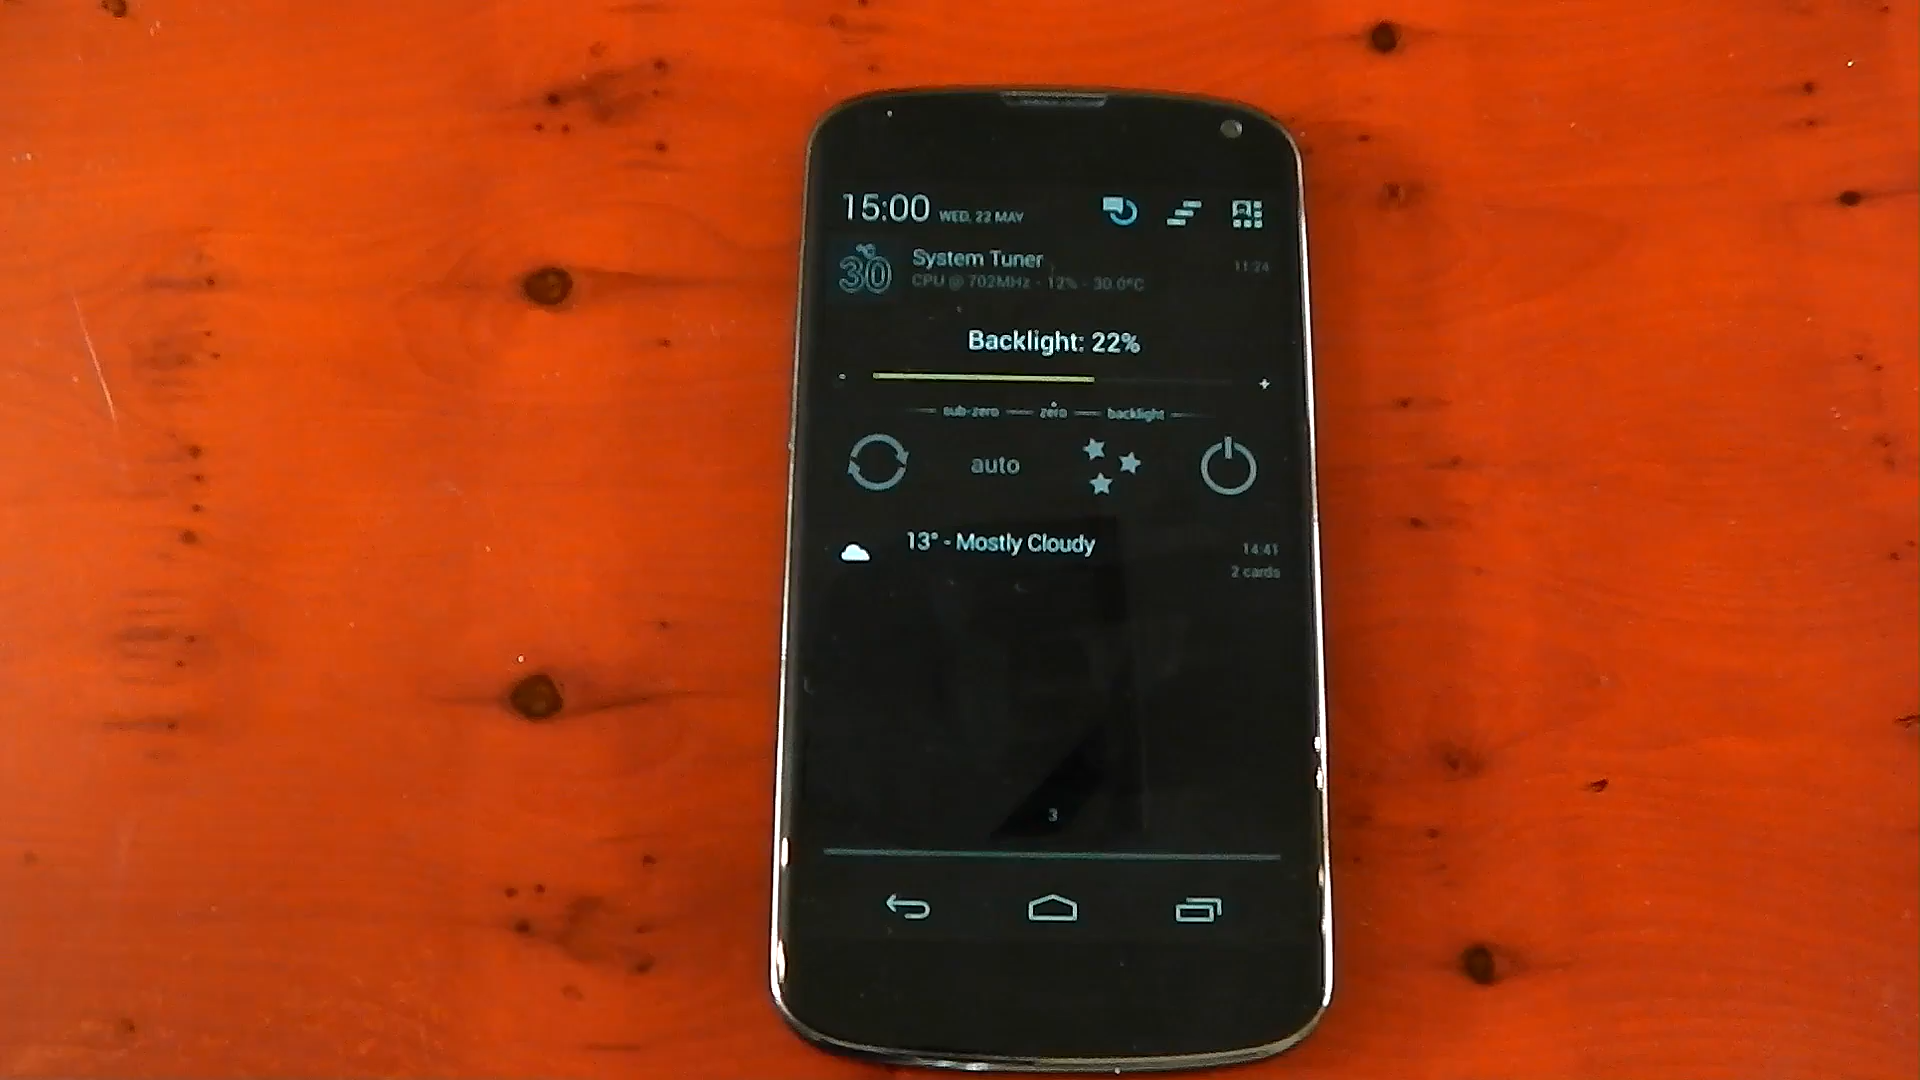 15:00 WED, 22 MAY
30 °C
System Tuner
11:24
CPU @ 702MHz - 12% - 30.0°C
Backlight: 22%
- +
sub-zero zero backlight
auto
13° - Mostly Cloudy
14:41
2 cards
3